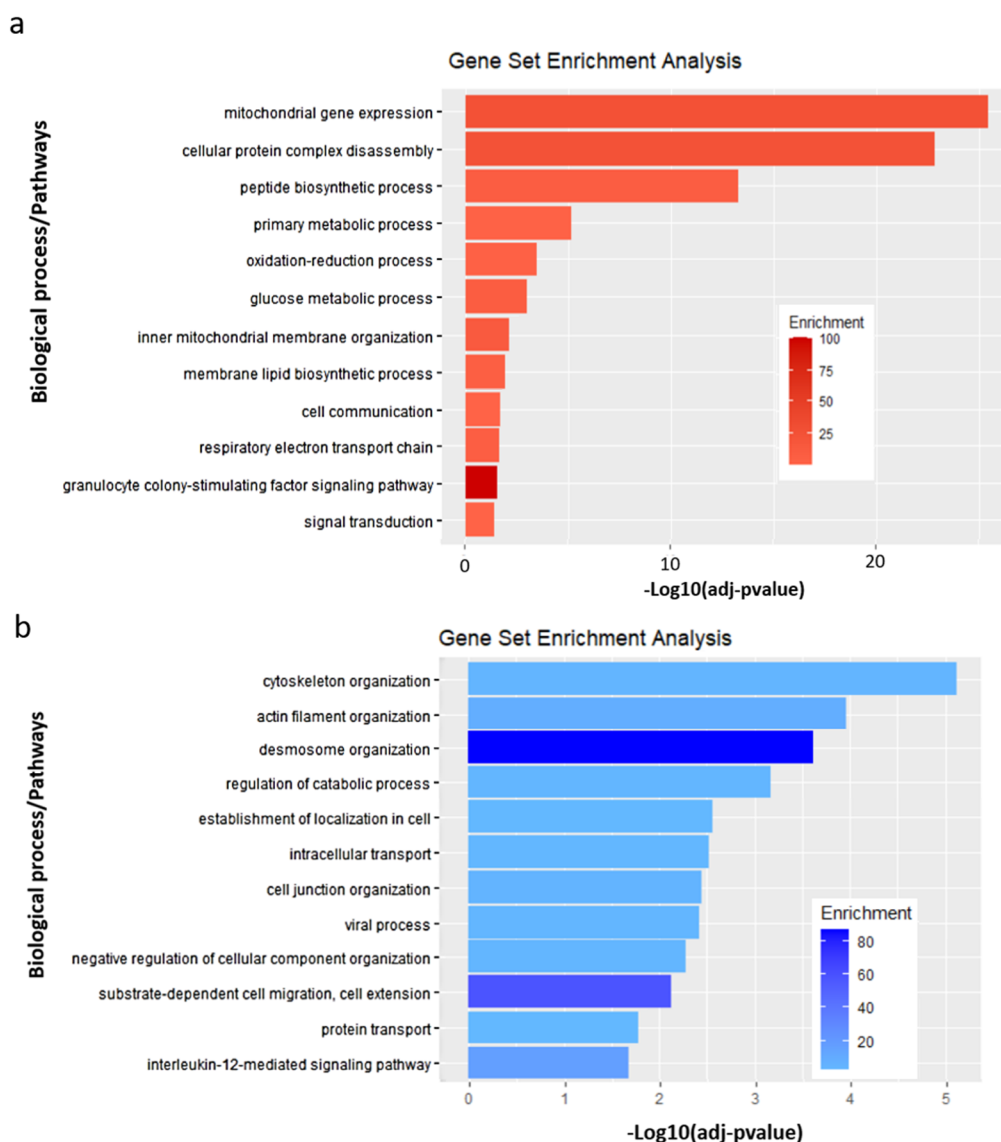 a
Gene Set Enrichment Analysis
Biological process/Pathways
mitochondrial gene expression
cellular protein complex disassembly
peptide biosynthetic process
primary metabolic process
oxidation-reduction process
glucose metabolic process
inner mitochondrial membrane organization
membrane lipid biosynthetic process
cell communication
respiratory electron transport chain
granulocyte colony-stimulating factor signaling pathway
signal transduction
Enrichment
100
75
50
25
0 10 20
-Log10(adj-pvalue)
b
Gene Set Enrichment Analysis
Biological process/Pathways
cytoskeleton organization
actin filament organization
desmosome organization
regulation of catabolic process
establishment of localization in cell
intracellular transport
cell junction organization
viral process
negative regulation of cellular component organization
substrate-dependent cell migration, cell extension
protein transport
interleukin-12-mediated signaling pathway
Enrichment
80
60
40
20
0 1 2 3 4 5
-Log10(adj-pvalue)